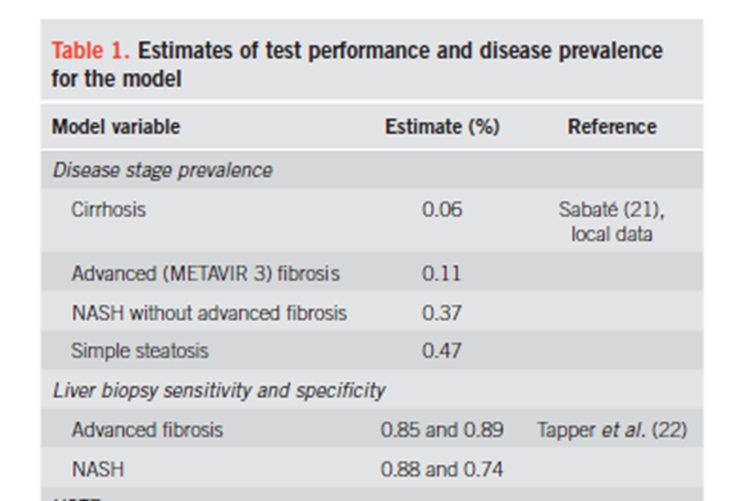 Table 1. Estimates of test performance and disease prevalence
for the model
Model variable Estimate (%) Reference
Disease stage prevalence
Cirrhosis 0.06 Sabaté (21),
local data
Advanced (METAVIR 3) fibrosis 0.11
NASH without advanced fibrosis 0.37
Simple steatosis 0.47
Liver biopsy sensitivity and specificity
Advanced fibrosis 0.85 and 0.89 Tapper et al. (22)
NASH 0.88 and 0.74